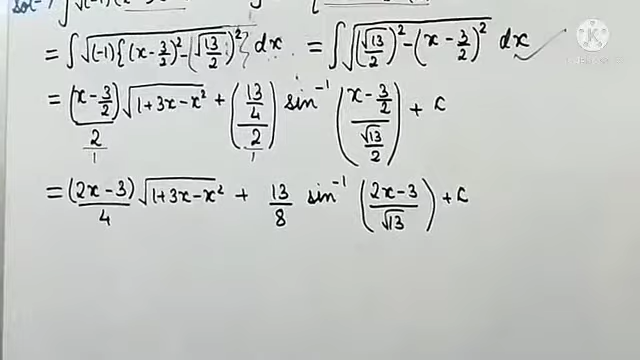 Sol-
= ∫√((-1){(x-3/2)² - (√13/2)²}) dx = ∫√((√13/2)² - (x-3/2)²) dx
= (x-3/2)/2 √(1+3x-x²) + (13/4)/2 sin⁻¹((x-3/2)/(√13/2)) + c
= (2x-3)/4 √(1+3x-x²) + 13/8 sin⁻¹((2x-3)/√13) + c